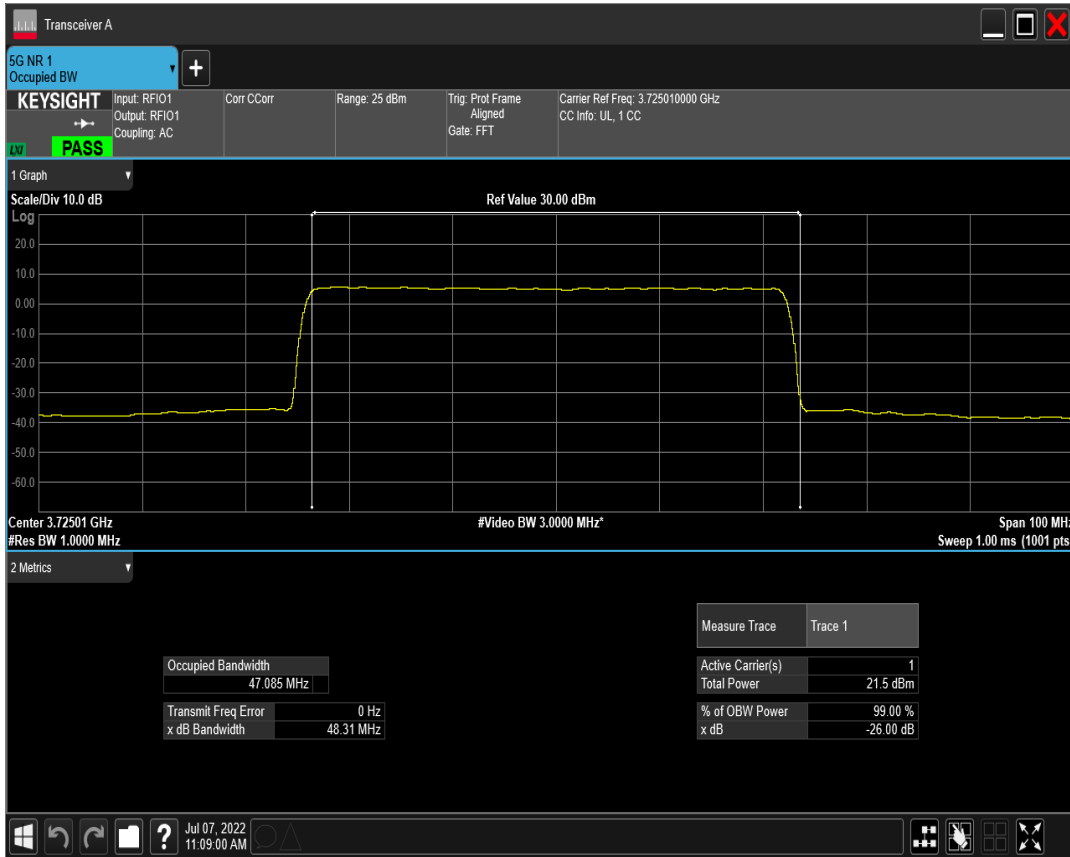 Transceiver A
5G NR 1
Occupied BW
+
KEYSIGHT
LXI
PASS
Input: RFIO1
Output: RFIO1
Coupling: AC
Corr CCorr
Range: 25 dBm
Trig: Prot Frame
Aligned
Gate: FFT
Carrier Ref Freq: 3.725010000 GHz
CC Info: UL, 1 CC
1 Graph
Scale/Div 10.0 dB
Ref Value 30.00 dBm
Log
20.0
10.0
0.00
-10.0
-20.0
-30.0
-40.0
-50.0
-60.0
Center 3.72501 GHz
#Video BW 3.0000 MHz*
Span 100 MHz
#Res BW 1.0000 MHz
Sweep 1.00 ms (1001 pts
2 Metrics
Measure Trace Trace 1
Occupied Bandwidth
47.085 MHz
Active Carrier(s) 1
Total Power 21.5 dBm
Transmit Freq Error 0 Hz
x dB Bandwidth 48.31 MHz
% of OBW Power 99.00 %
x dB -26.00 dB
?
Jul 07, 2022
11:09:00 AM